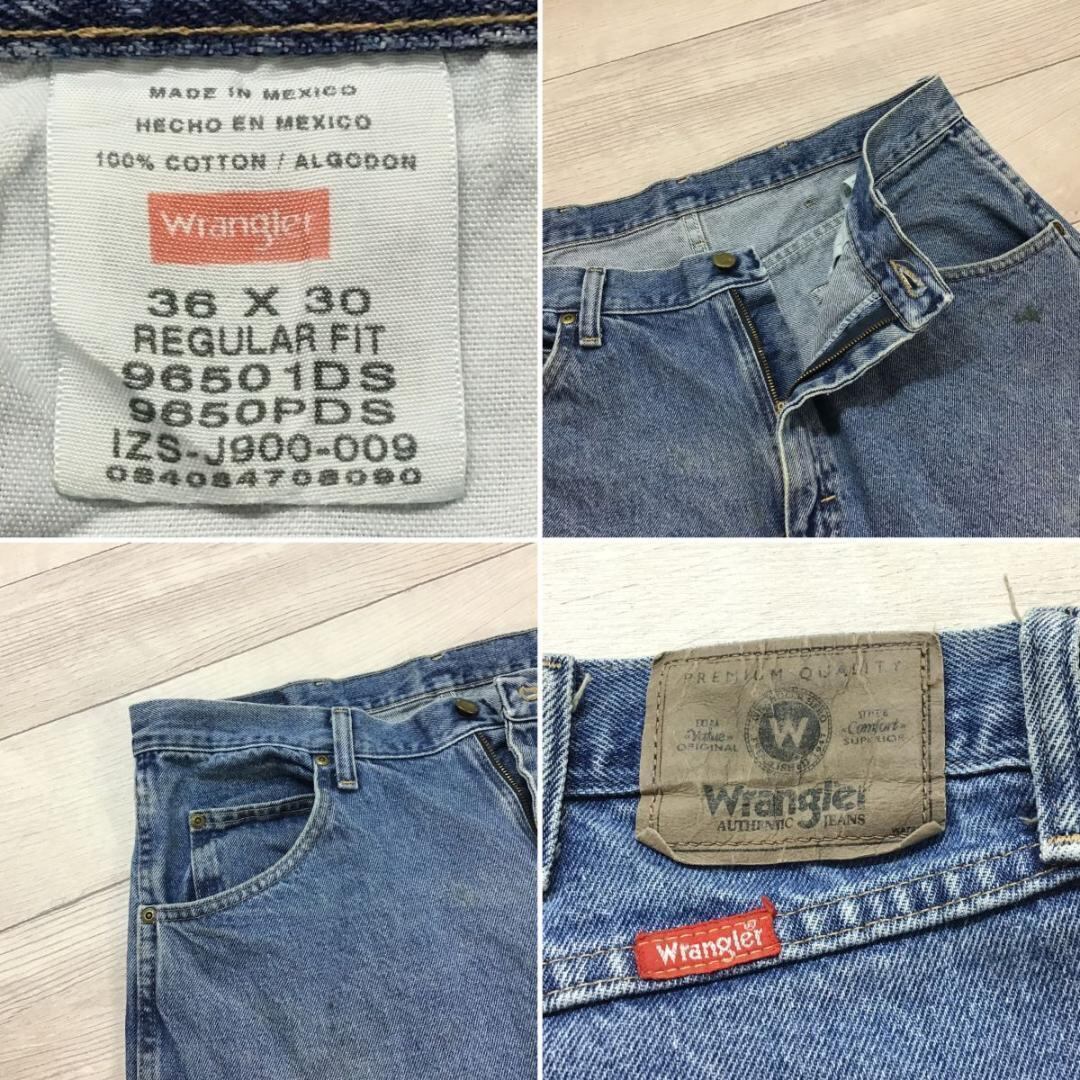 MADE IN MEXICO
HECHO EN MEXICO
100% COTTON / ALGODON
Wrangler
36 X 30
REGULAR FIT
96501DS
9650PDS
IZS-J900-009
084084708090
PREMIUM QUALITY
Value
ORIGINAL
W
Comfort
SUPERIOR
Wrangler
AUTHENTIC JEANS
Wrangler